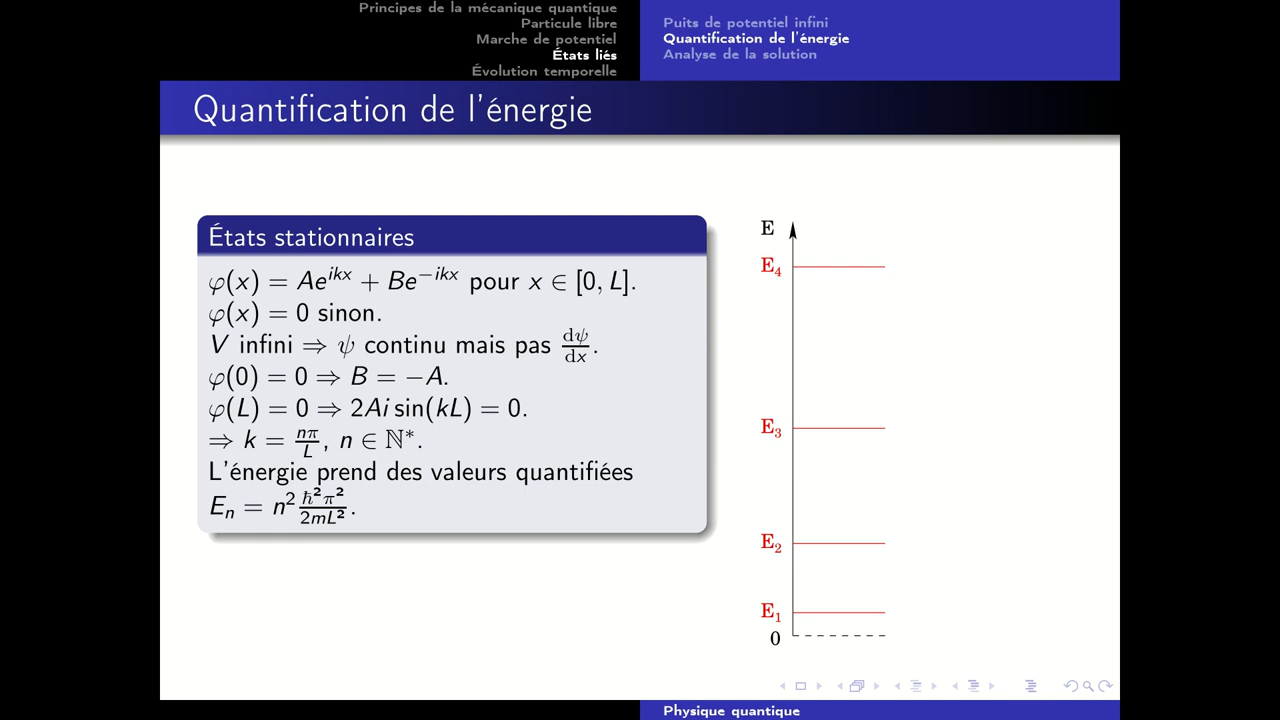 Principes de la mécanique quantique
Particule libre
Marche de potentiel
États liés
Évolution temporelle
Puits de potentiel infini
Quantification de l'énergie
Analyse de la solution
Quantification de l'énergie
États stationnaires
φ(x) = Ae^{ikx} + Be^{−ikx} pour x ∈ [0, L].
φ(x) = 0 sinon.
V infini ⇒ ψ continu mais pas dψ/dx.
φ(0) = 0 ⇒ B = −A.
φ(L) = 0 ⇒ 2Ai sin(kL) = 0.
⇒ k = nπ/L, n ∈ ℕ*.
L'énergie prend des valeurs quantifiées
Eₙ = n² ħ²π²/2mL².
E
E₄
E₃
E₂
E₁
0
Physique quantique